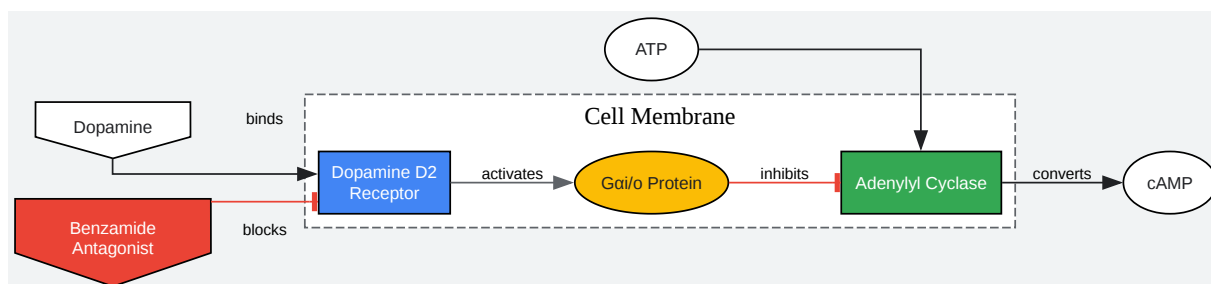 ATP
Cell Membrane
binds
Dopamine
Dopamine D2
Receptor
activates
Gαi/o Protein
inhibits
Adenylyl Cyclase
converts
cAMP
Benzamide
Antagonist
blocks